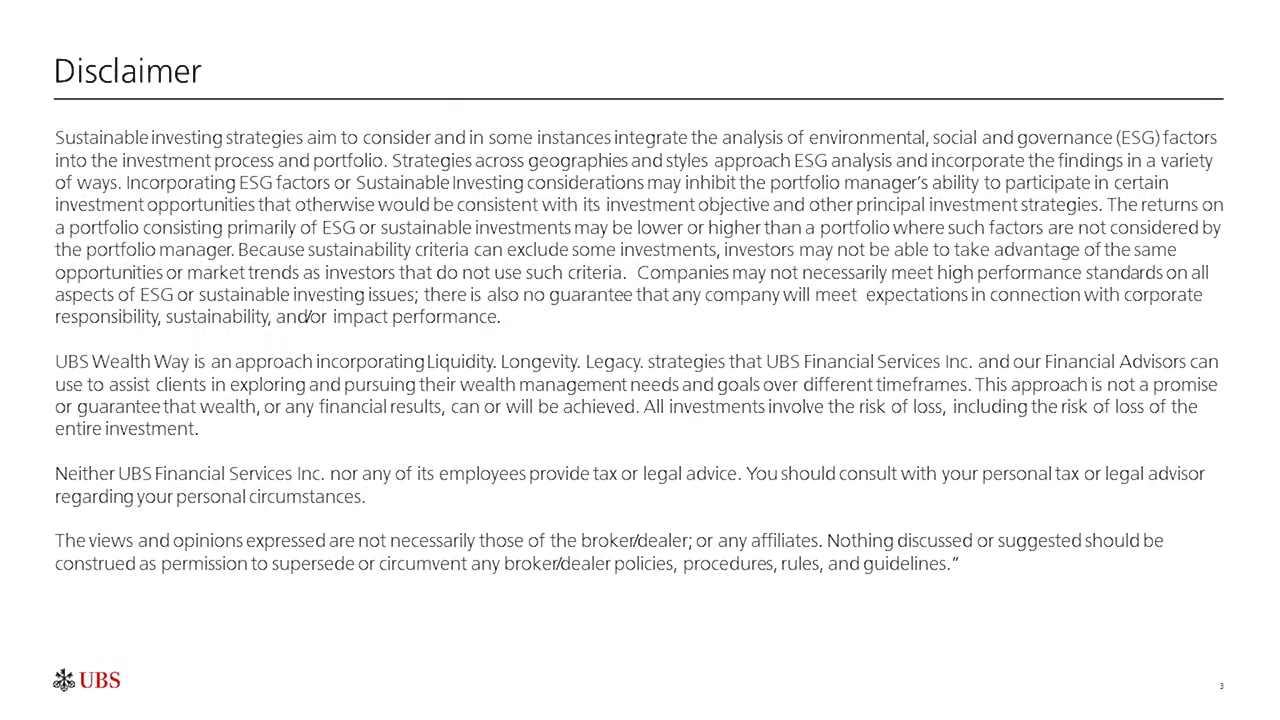 Disclaimer
Sustainable investing strategies aim to consider and in some instances integrate the analysis of environmental, social and governance (ESG) factors
into the investment process and portfolio. Strategies across geographies and styles approach ESG analysis and incorporate the findings in a variety
of ways. Incorporating ESG factors or Sustainable Investing considerations may inhibit the portfolio manager's ability to participate in certain
investment opportunities that otherwise would be consistent with its investment objective and other principal investment strategies. The returns on
a portfolio consisting primarily of ESG or sustainable investments may be lower or higher than a portfolio where such factors are not considered by
the portfolio manager. Because sustainability criteria can exclude some investments, investors may not be able to take advantage of the same
opportunities or market trends as investors that do not use such criteria. Companies may not necessarily meet high performance standards on all
aspects of ESG or sustainable investing issues; there is also no guarantee that any company will meet expectations in connection with corporate
responsibility, sustainability, and/or impact performance.
UBS Wealth Way is an approach incorporating Liquidity. Longevity. Legacy. strategies that UBS Financial Services Inc. and our Financial Advisors can
use to assist clients in exploring and pursuing their wealth management needs and goals over different timeframes. This approach is not a promise
or guarantee that wealth, or any financial results, can or will be achieved. All investments involve the risk of loss, including the risk of loss of the
entire investment.
Neither UBS Financial Services Inc. nor any of its employees provide tax or legal advice. You should consult with your personal tax or legal advisor
regarding your personal circumstances.
The views and opinions expressed are not necessarily those of the broker/dealer; or any affiliates. Nothing discussed or suggested should be
construed as permission to supersede or circumvent any broker/dealer policies, procedures, rules, and guidelines.”
UBS
3